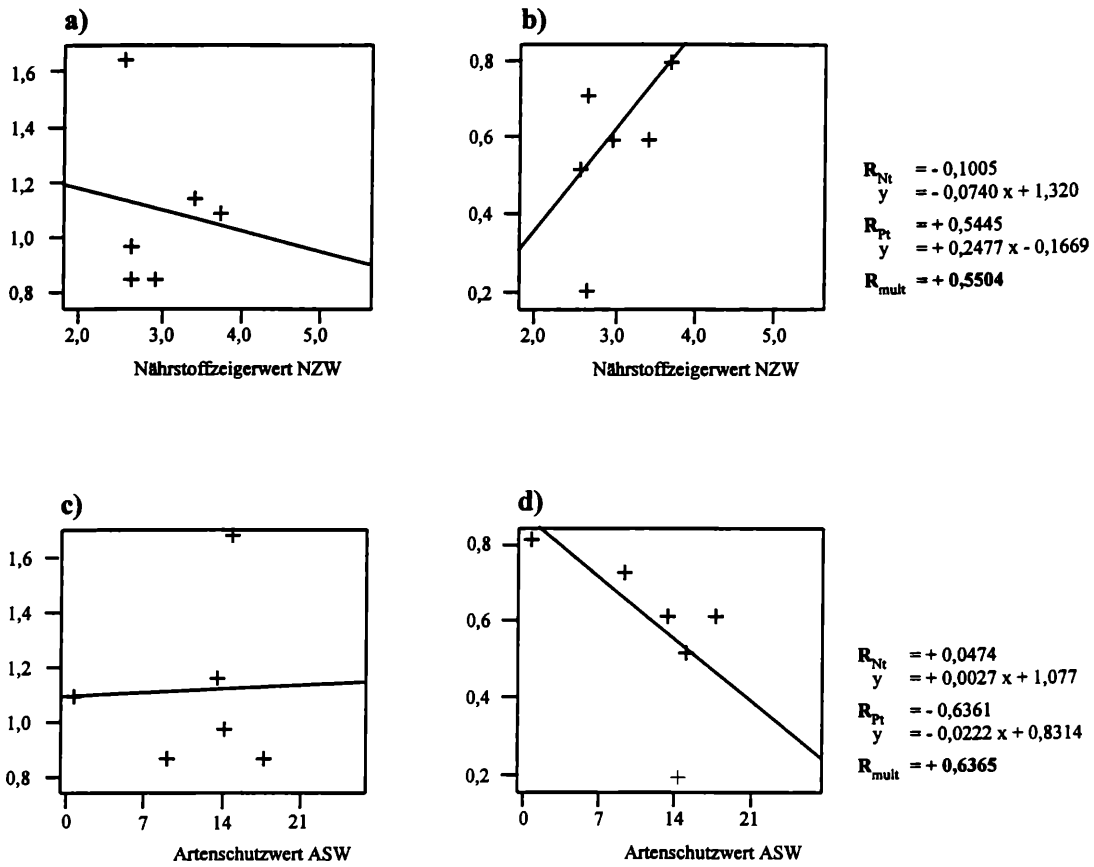 a)
1,6
1,4
1,2
1,0
0,8
2,0 3,0 4,0 5,0
Nährstoffzeigerwert NZW
b)
0,8
0,6
0,4
0,2
2,0 3,0 4,0 5,0
Nährstoffzeigerwert NZW
R_Nt = - 0,1005
y = - 0,0740 x + 1,320
R_Pt = + 0,5445
y = + 0,2477 x - 0,1669
R_mult = + 0,5504
c)
1,6
1,4
1,2
1,0
0,8
0 7 14 21
Artenschutzwert ASW
d)
0,8
0,6
0,4
0,2
0 7 14 21
Artenschutzwert ASW
R_Nt = + 0,0474
y = + 0,0027 x + 1,077
R_Pt = - 0,6361
y = - 0,0222 x + 0,8314
R_mult = + 0,6365